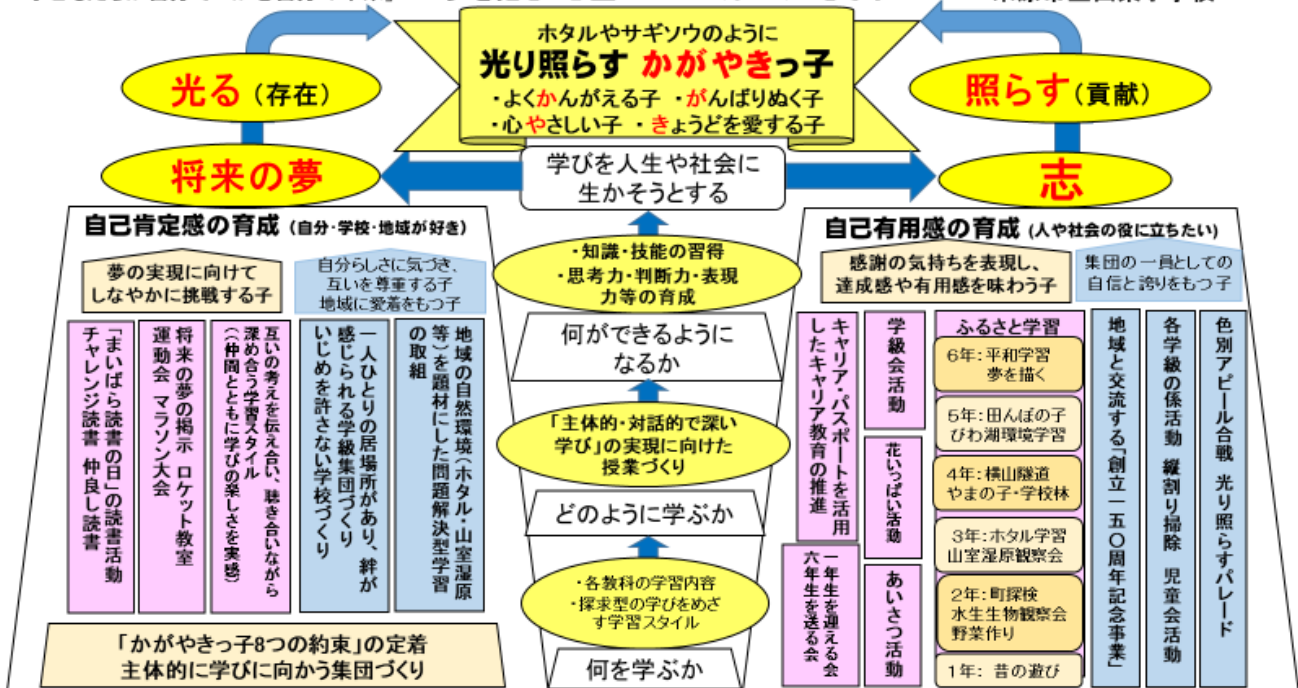 ホタルやサギソウのように
光り照らす かがやきっ子
・よくかんがえる子 ・がんばりぬく子
・心やさしい子 ・きょうどを愛する子
光る(存在)
照らす(貢献)
将来の夢
学びを人生や社会に
生かそうとする
志
自己肯定感の育成 (自分・学校・地域が好き)
夢の実現に向けて
しなやかに挑戦する子
自分らしさに気づき、
互いを尊重する子
地域に愛着をもつ子
「まいばら読書の日」の読書活動
チャレンジ読書 仲良し読書
将来の夢の掲示 ロケット教室
運動会 マラソン大会
互いの考えを伝え合い、聴き合いながら
深め合う学習スタイル
(仲間とともに学びの楽しさを実感)
一人ひとりの居場所があり、絆が
感じられる学級集団づくり
いじめを許さない学校づくり
地域の自然環境(ホタル・山室湿原
等)を題材にした問題解決型学習
の取組
「かがやきっ子8つの約束」の定着
主体的に学びに向かう集団づくり
・知識・技能の習得
・思考力・判断力・表現
力等の育成
何ができるように
なるか
「主体的・対話的で深い
学び」の実現に向けた
授業づくり
どのように学ぶか
・各教科の学習内容
・探求型の学びをめざ
す学習スタイル
何を学ぶか
自己有用感の育成 (人や社会の役に立ちたい)
感謝の気持ちを表現し、
達成感や有用感を味わう子
集団の一員としての
自信と誇りをもつ子
キャリア・パスポートを活用
したキャリア教育の推進
一年生を迎える会
六年生を送る会
学級会活動
花いっぱい活動
あいさつ活動
ふるさと学習
6年:平和学習
夢を描く
5年:田んぼの子
びわ湖環境学習
4年:横山隧道
やまの子・学校林
3年:ホタル学習
山室湿原観察会
2年:町探検
水生生物観察会
野菜作り
1年:昔の遊び
地域と交流する「創立一五〇周年記念事業」
各学級の係活動 縦割り掃除 児童会活動
色別アピール合戦 光り照らすパレード